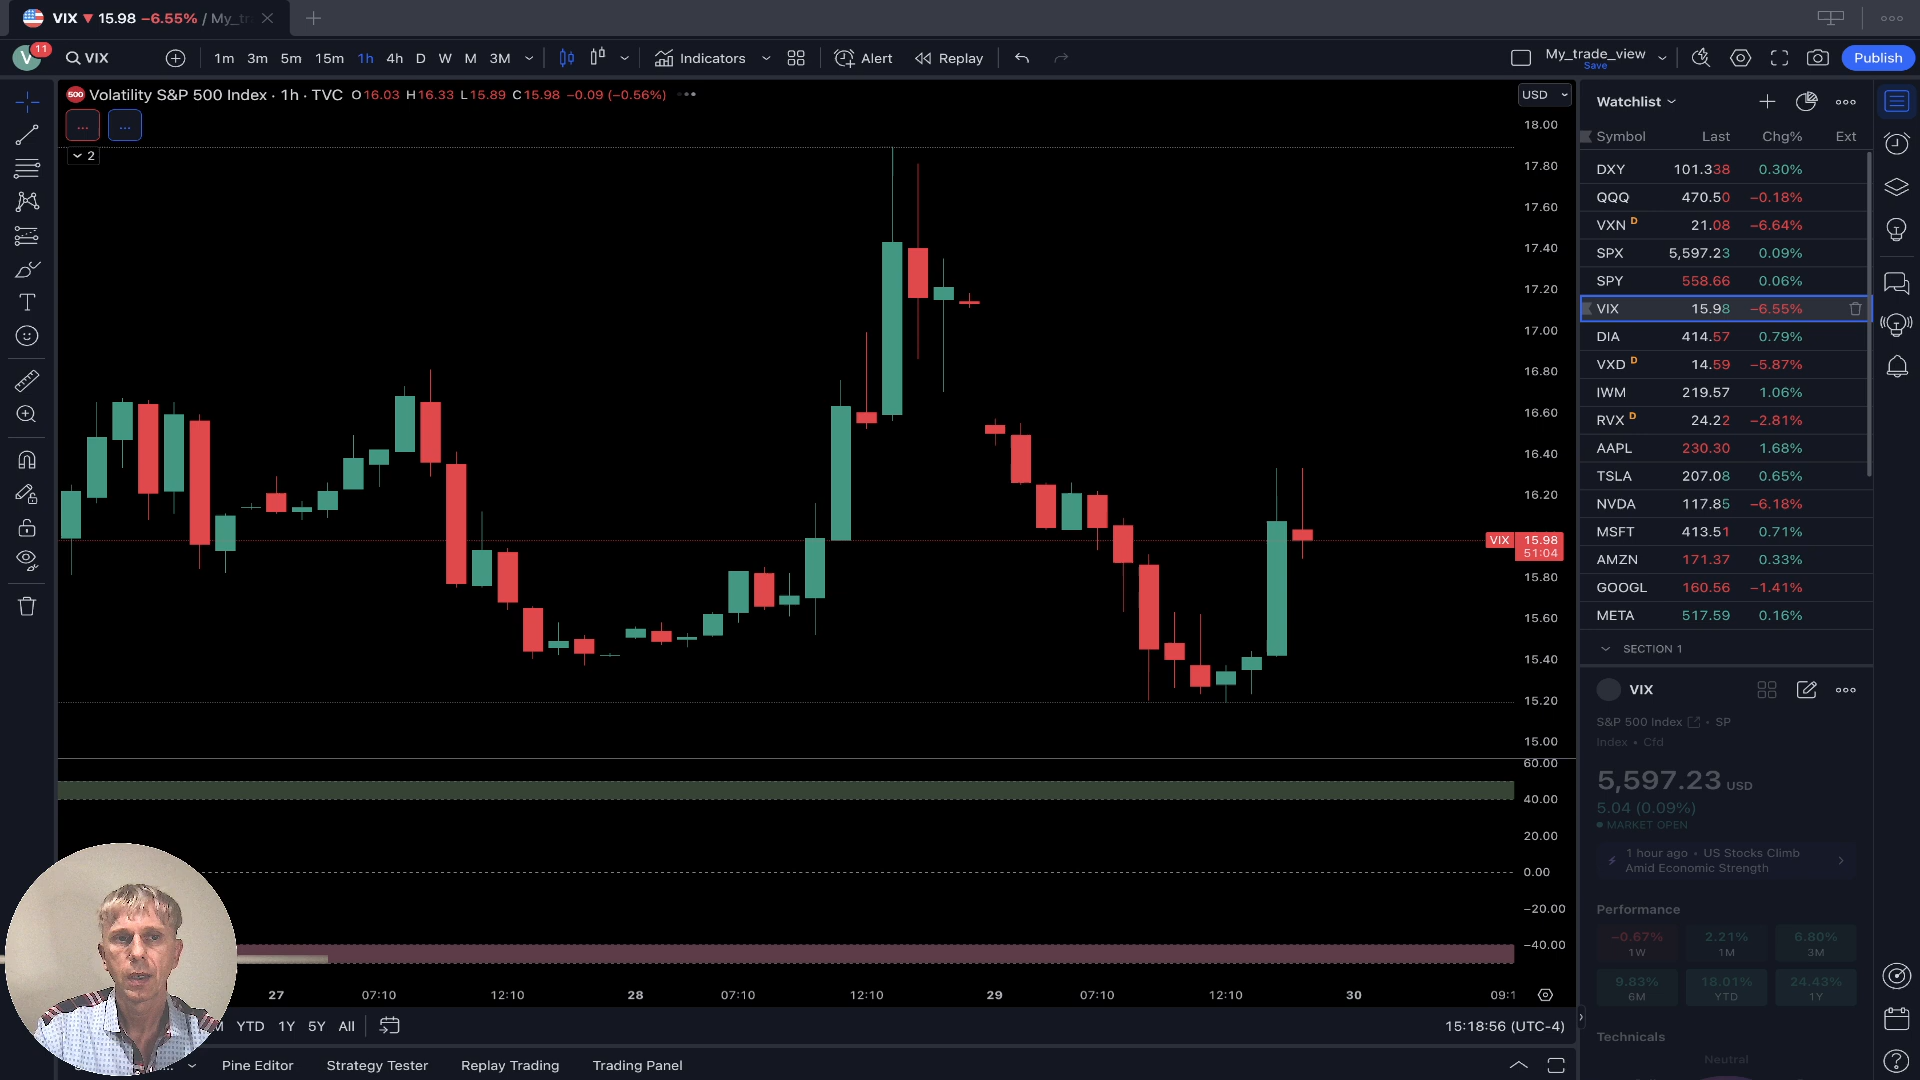 VIX ▼ 15.98 −6.55% / My_tr
V 11 VIX 1m 3m 5m 15m 1h 4h D W M 3M Indicators Alert Replay My_trade_view Save Publish
500 Volatility S&P 500 Index · 1h · TVC O16.03 H16.33 L15.89 C15.98 −0.09 (−0.56%)
USD
... ...
2
18.00
17.80
17.60
17.40
17.20
17.00
16.80
16.60
16.40
16.20
VIX 15.98
51:04
15.80
15.60
15.40
15.20
15.00
60.00
40.00
20.00
0.00
−20.00
−40.00
27 07:10 12:10 28 07:10 12:10 29 07:10 12:10 30 09:1
YTD 1Y 5Y All 15:18:56 (UTC-4)
Pine Editor Strategy Tester Replay Trading Trading Panel
Watchlist
Symbol Last Chg% Ext
DXY 101.338 0.30%
QQQ 470.50 −0.18%
VXN D 21.08 −6.64%
SPX 5,597.23 0.09%
SPY 558.66 0.06%
VIX 15.98 −6.55%
DIA 414.57 0.79%
VXD D 14.59 −5.87%
IWM 219.57 1.06%
RVX D 24.22 −2.81%
AAPL 230.30 1.68%
TSLA 207.08 0.65%
NVDA 117.85 −6.18%
MSFT 413.51 0.71%
AMZN 171.37 0.33%
GOOGL 160.56 −1.41%
META 517.59 0.16%
SECTION 1
VIX
S&P 500 Index • SP
Index • Cfd
5,597.23 USD
5.04 (0.09%)
MARKET OPEN
1 hour ago • US Stocks Climb
Amid Economic Strength
Performance
−0.67% 2.21% 6.80%
1W 1M 3M
9.83% 18.01% 24.43%
6M YTD 1Y
Technicals
Neutral